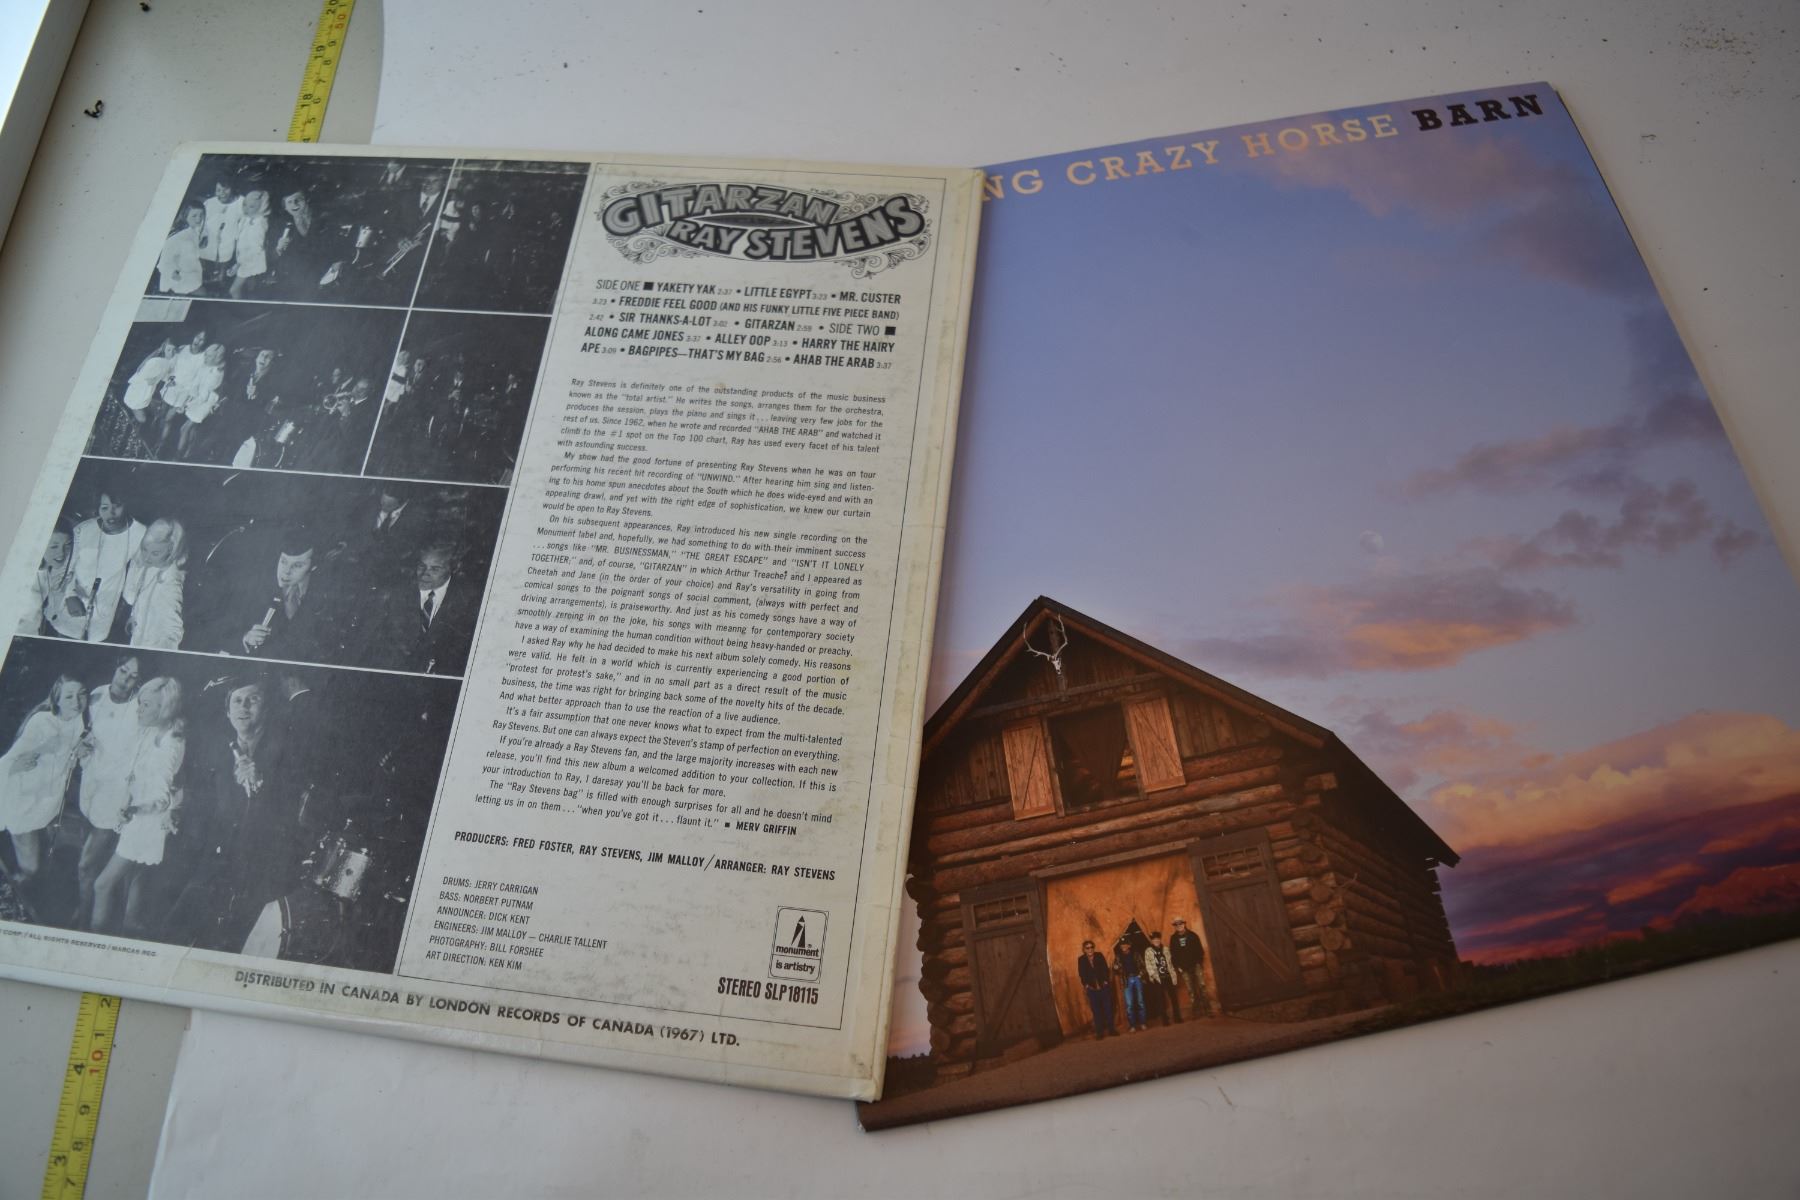 GITARZAN
RAY STEVENS
SIDE ONE ■ YAKETY YAK 2:37 • LITTLE EGYPT 3:23 • MR. CUSTER
3:23 • FREDDIE FEEL GOOD (AND HIS FUNKY LITTLE FIVE PIECE BAND)
2:42 • SIR THANKS-A-LOT 3:02 • GITARZAN 2:59 • SIDE TWO ■
ALONG CAME JONES 3:37 • ALLEY OOP 3:13 • HARRY THE HAIRY
APE 3:09 • BAGPIPES—THAT'S MY BAG 2:56 • AHAB THE ARAB 3:37
Ray Stevens is definitely one of the outstanding products of the music business
known as the "total artist." He writes the songs, arranges them for the orchestra,
produces the session, plays the piano and sings it ... leaving very few jobs for the
rest of us. Since 1962, when he wrote and recorded "AHAB THE ARAB" and watched it
climb to the #1 spot on the Top 100 chart, Ray has used every facet of his talent
with astounding success.
My show had the good fortune of presenting Ray Stevens when he was on tour
performing his recent hit recording of "UNWIND." After hearing him sing and listen-
ing to his home spun anecdotes about the South which he does wide-eyed and with an
appealing drawl, and yet with the right edge of sophistication, we knew our curtain
would be open to Ray Stevens.
On his subsequent appearances, Ray introduced his new single recording on the
Monument label and, hopefully, we had something to do with their imminent success
... songs like "MR. BUSINESSMAN," "THE GREAT ESCAPE" and "ISN'T IT LONELY
TOGETHER;" and, of course, "GITARZAN" in which Arthur Treacher and I appeared as
Cheetah and Jane (in the order of your choice) and Ray's versatility in going from
comical songs to the poignant songs of social comment, (always with perfect and
driving arrangements), is praiseworthy. And just as his comedy songs have a way of
smoothly zeroing in on the joke, his songs with meanng for contemporary society
have a way of examining the human condition without being heavy-handed or preachy.
I asked Ray why he had decided to make his next album solely comedy. His reasons
were valid. He felt in a world which is currently experiencing a good portion of
"protest for protest's sake," and in no small part as a direct result of the music
business, the time was right for bringing back some of the novelty hits of the decade.
And what better approach than to use the reaction of a live audience.
It's a fair assumption that one never knows what to expect from the multi-talented
Ray Stevens. But one can always expect the Steven's stamp of perfection on everything.
If you're already a Ray Stevens fan, and the large majority increases with each new
release, you'll find this new album a welcomed addition to your collection. If this is
your introduction to Ray, I daresay you'll be back for more.
The "Ray Stevens bag" is filled with enough surprises for all and he doesn't mind
letting us in on them ... "when you've got it ... flaunt it." ■ MERV GRIFFIN
PRODUCERS: FRED FOSTER, RAY STEVENS, JIM MALLOY / ARRANGER: RAY STEVENS
DRUMS: JERRY CARRIGAN
BASS: NORBERT PUTNAM
ANNOUNCER: DICK KENT
ENGINEERS: JIM MALLOY — CHARLIE TALLENT
PHOTOGRAPHY: BILL FORSHEE
ART DIRECTION: KEN KIM
monument
is artistry
STEREO SLP 18115
CORP. / ALL RIGHTS RESERVED / MARCAS REG.
DISTRIBUTED IN CANADA BY LONDON RECORDS OF CANADA (1967) LTD.
NG CRAZY HORSE BARN
20
19
18
50
9
8
7
6
5
10
9
8
7
2
3